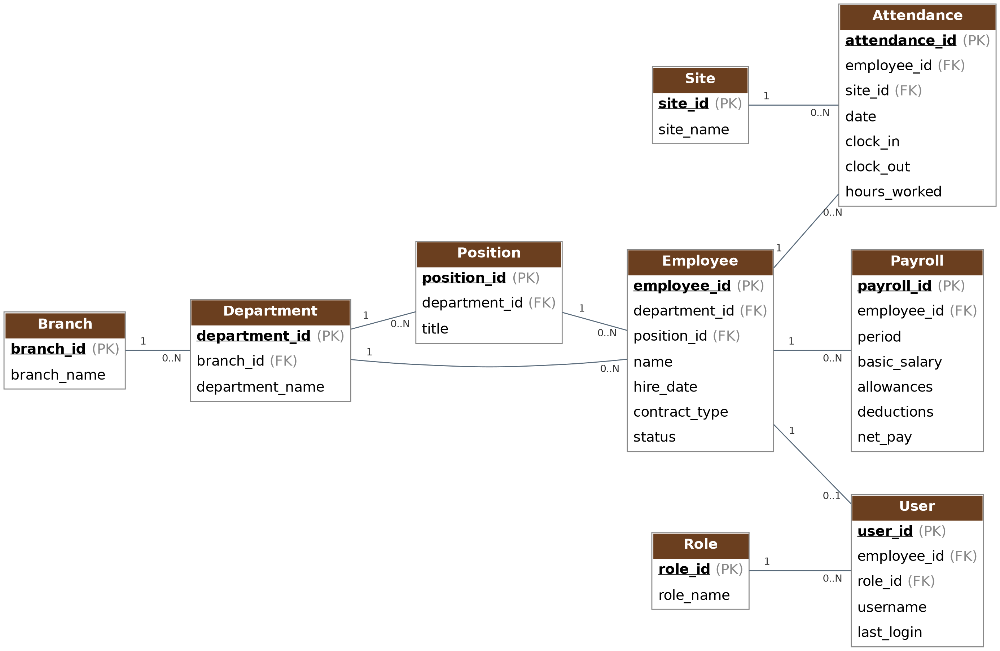 Attendance
attendance_id (PK)
employee_id (FK)
site_id (FK)
date
clock_in
clock_out
hours_worked
Site
site_id (PK)
site_name
1
0..N
1
0..N
Position
position_id (PK)
department_id (FK)
title
Employee
employee_id (PK)
department_id (FK)
position_id (FK)
name
hire_date
contract_type
status
Payroll
payroll_id (PK)
employee_id (FK)
period
basic_salary
allowances
deductions
net_pay
Branch
branch_id (PK)
branch_name
1
0..N
Department
department_id (PK)
branch_id (FK)
department_name
1
0..N
1
0..N
1
0..N
1
0..N
1
0..1
User
user_id (PK)
employee_id (FK)
role_id (FK)
username
last_login
Role
role_id (PK)
role_name
1
0..N